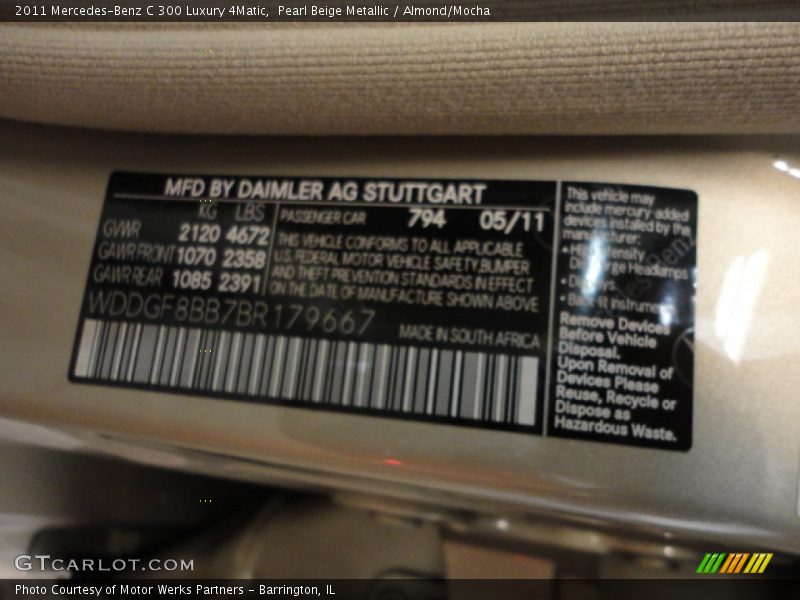 2011 Mercedes-Benz C 300 Luxury 4Matic,  Pearl Beige Metallic / Almond/Mocha
MFD BY DAIMLER AG STUTTGART
KG LBS
GVWR 2120 4672
GAWR FRONT 1070 2358
GAWR REAR 1085 2391
PASSENGER CAR 794 05/11
THIS VEHICLE CONFORMS TO ALL APPLICABLE
U.S. FEDERAL MOTOR VEHICLE SAFETY, BUMPER
AND THEFT PREVENTION STANDARDS IN EFFECT
ON THE DATE OF MANUFACTURE SHOWN ABOVE
WDDGF8BB7BR179667
MADE IN SOUTH AFRICA
This vehicle may
include mercury-added
devices installed by the
manufacturer:
Headlamps
Remove Devices
Before Vehicle
Disposal.
Upon Removal of
Devices Please
Reuse, Recycle or
Dispose as
Hazardous Waste.
GTCARLOT.COM
Photo Courtesy of Motor Werks Partners - Barrington, IL